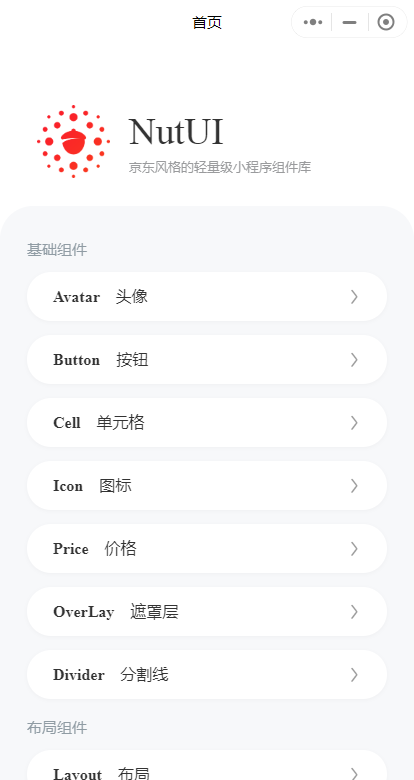 首页
NutUI
京东风格的轻量级小程序组件库
基础组件
Avatar 头像
Button 按钮
Cell 单元格
Icon 图标
Price 价格
OverLay 遮罩层
Divider 分割线
布局组件
Layout 布局